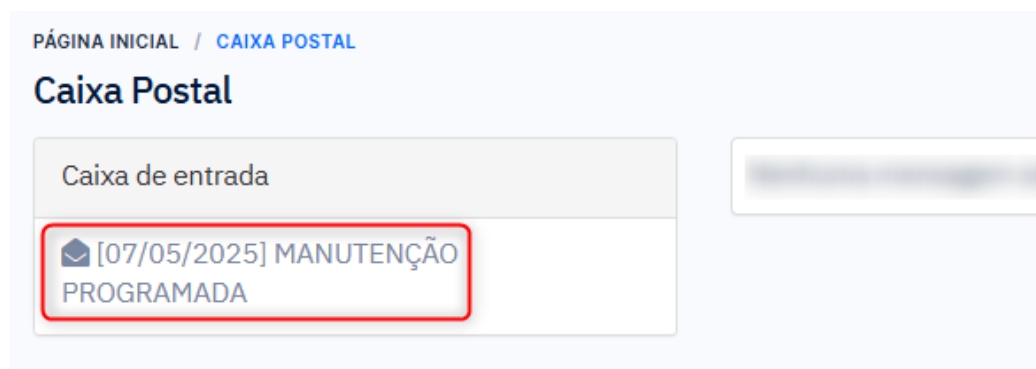 PÁGINA INICIAL / CAIXA POSTAL
Caixa Postal
Caixa de entrada
[07/05/2025] MANUTENÇÃO
PROGRAMADA